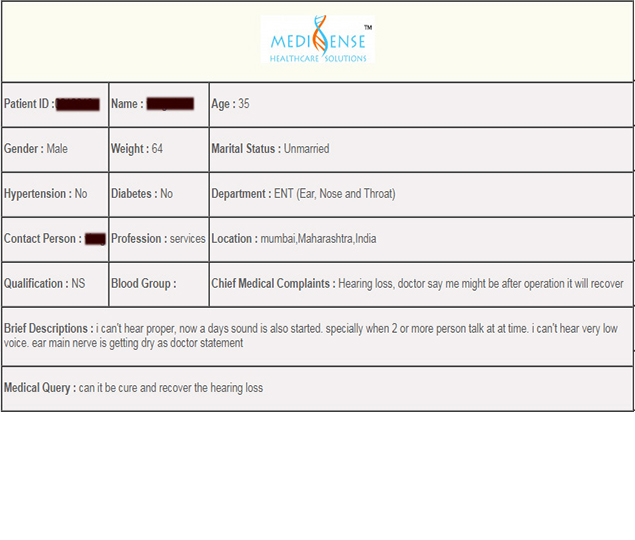 MEDISENSE™
HEALTHCARE SOLUTIONS
Patient ID :
Name :
Age : 35
Gender : Male
Weight : 64
Marital Status : Unmarried
Hypertension : No
Diabetes : No
Department : ENT (Ear, Nose and Throat)
Contact Person :
Profession : services
Location : mumbai,Maharashtra,India
Qualification : NS
Blood Group :
Chief Medical Complaints : Hearing loss, doctor say me might be after operation it will recover
Brief Descriptions : i can't hear proper, now a days sound is also started. specially when 2 or more person talk at at time. i can't hear very low
voice. ear main nerve is getting dry as doctor statement
Medical Query : can it be cure and recover the hearing loss